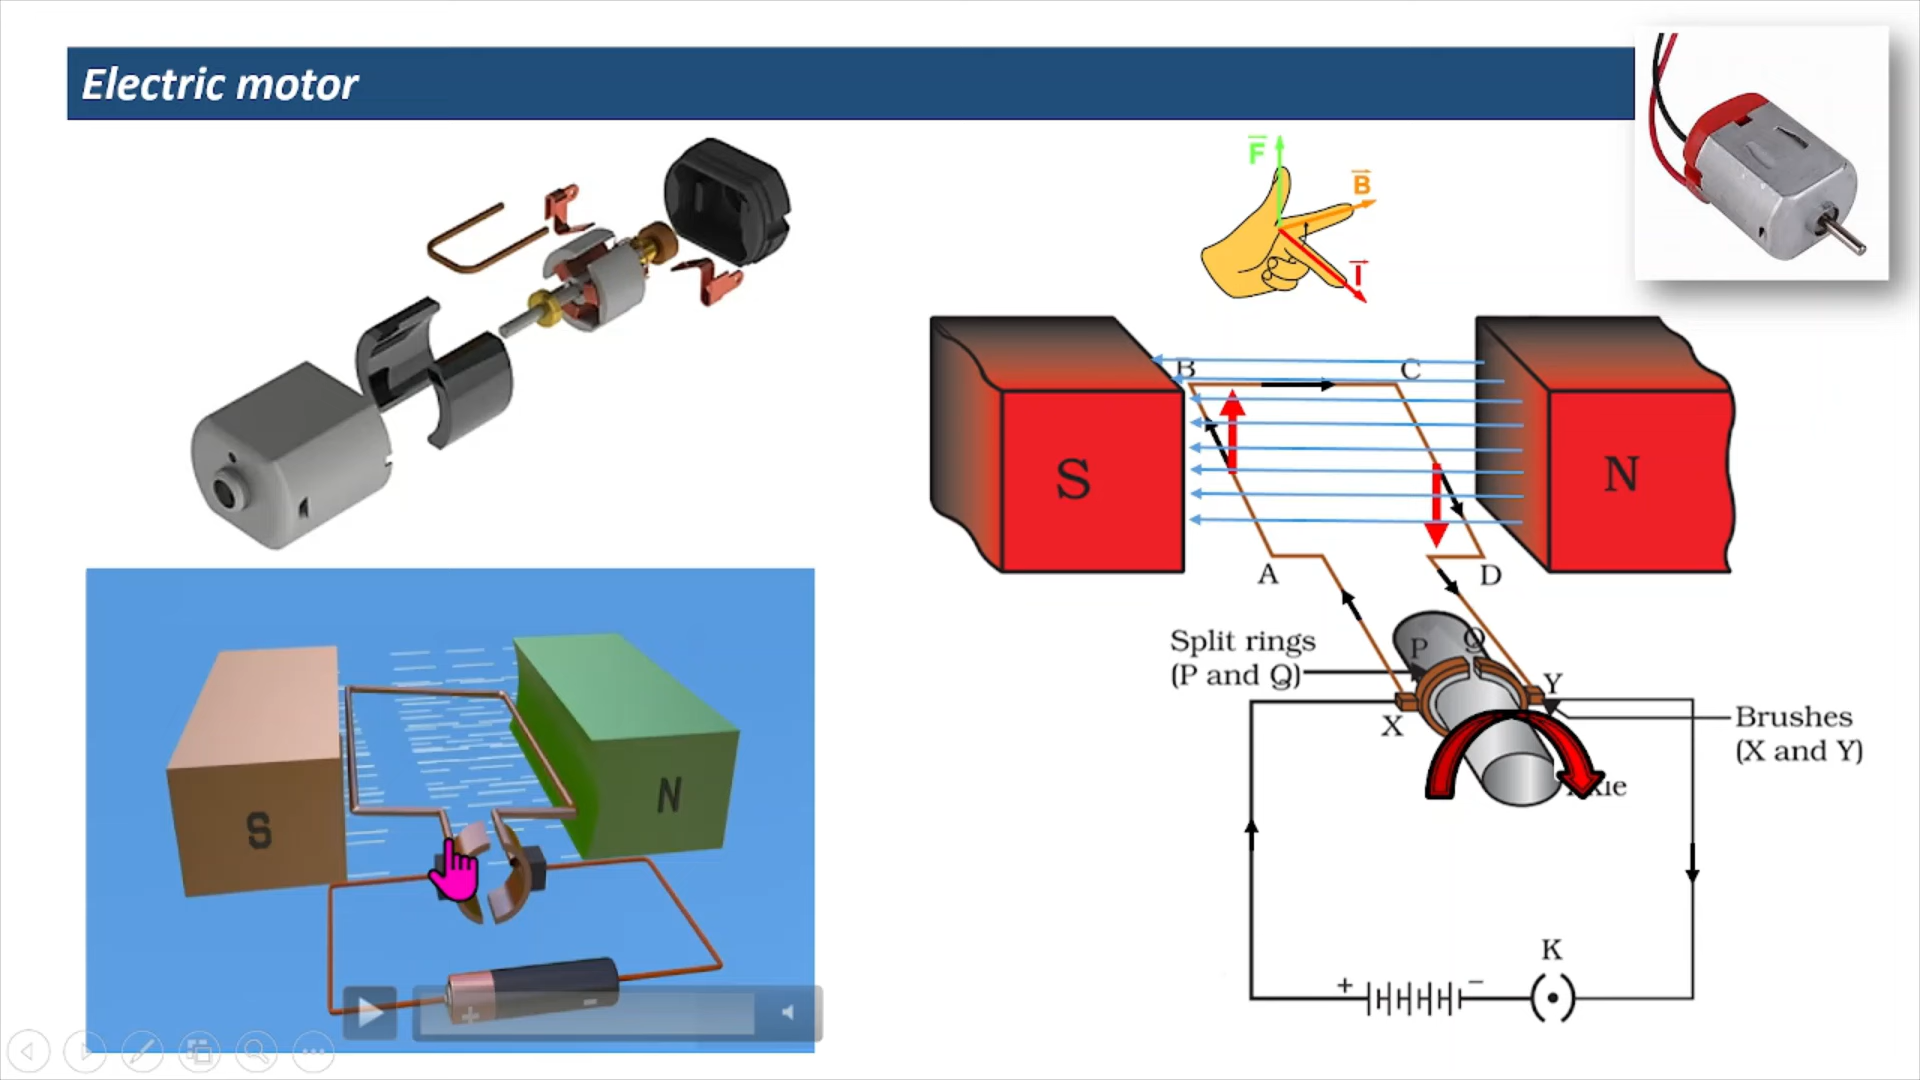 Electric motor
F
B
I
B
C
S
N
A
D
Split rings
(P and Q)
P
Q
X
Y
Brushes
(X and Y)
K
+
−
S
N
+
-